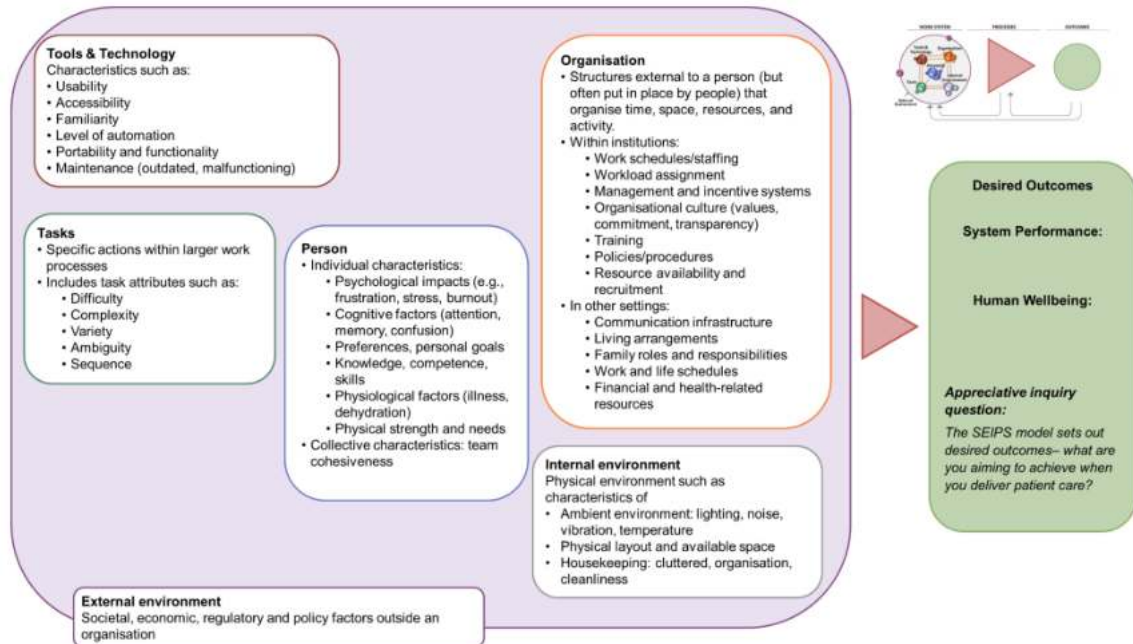 Tools & Technology
Characteristics such as:
• Usability
• Accessibility
• Familiarity
• Level of automation
• Portability and functionality
• Maintenance (outdated, malfunctioning)
Tasks
• Specific actions within larger work
processes
• Includes task attributes such as:
• Difficulty
• Complexity
• Variety
• Ambiguity
• Sequence
Person
• Individual characteristics:
• Psychological impacts (e.g.,
frustration, stress, burnout)
• Cognitive factors (attention,
memory, confusion)
• Preferences, personal goals
• Knowledge, competence,
skills
• Physiological factors (illness,
dehydration)
• Physical strength and needs
• Collective characteristics: team
cohesiveness
Organisation
• Structures external to a person (but
often put in place by people) that
organise time, space, resources, and
activity.
• Within institutions:
• Work schedules/staffing
• Workload assignment
• Management and incentive systems
• Organisational culture (values,
commitment, transparency)
• Training
• Policies/procedures
• Resource availability and
recruitment
• In other settings:
• Communication infrastructure
• Living arrangements
• Family roles and responsibilities
• Work and life schedules
• Financial and health-related
resources
Internal environment
Physical environment such as
characteristics of
• Ambient environment: lighting, noise,
vibration, temperature
• Physical layout and available space
• Housekeeping: cluttered, organisation,
cleanliness
External environment
Societal, economic, regulatory and policy factors outside an
organisation
WORK SYSTEM
PROCESSES
OUTCOMES
Tools &
Technology
Organisation
Tasks
Desired Outcomes
System Performance:
Human Wellbeing:
Appreciative inquiry
question:
The SEIPS model sets out
desired outcomes– what are
you aiming to achieve when
you deliver patient care?